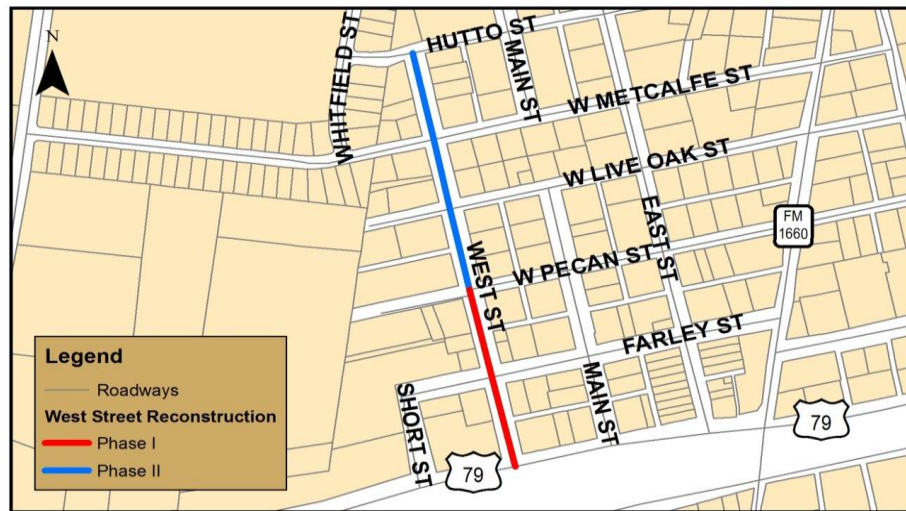 N
WHITFIELD ST
HUTTO ST
MAIN ST
W METCALFE ST
W LIVE OAK ST
EAST ST
FM
1660
WEST ST
W PECAN ST
FARLEY ST
MAIN ST
SHORT ST
79
79
Legend
Roadways
West Street Reconstruction
Phase I
Phase II